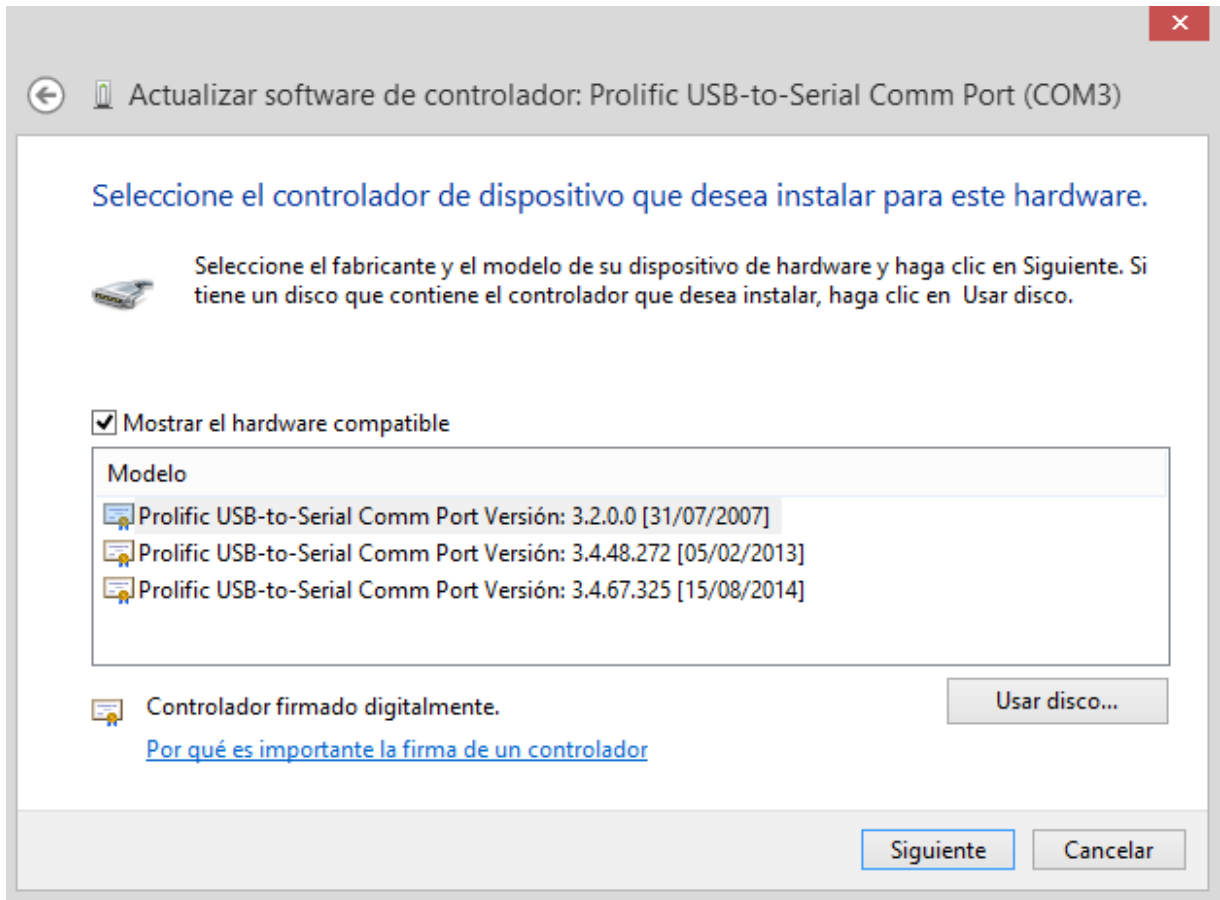 Actualizar software de controlador: Prolific USB-to-Serial Comm Port (COM3)
Seleccione el controlador de dispositivo que desea instalar para este hardware.
Seleccione el fabricante y el modelo de su dispositivo de hardware y haga clic en Siguiente. Si
tiene un disco que contiene el controlador que desea instalar, haga clic en  Usar disco.
Mostrar el hardware compatible
Modelo
Prolific USB-to-Serial Comm Port Versión: 3.2.0.0 [31/07/2007]
Prolific USB-to-Serial Comm Port Versión: 3.4.48.272 [05/02/2013]
Prolific USB-to-Serial Comm Port Versión: 3.4.67.325 [15/08/2014]
Controlador firmado digitalmente.
Usar disco...
Por qué es importante la firma de un controlador
Siguiente
Cancelar